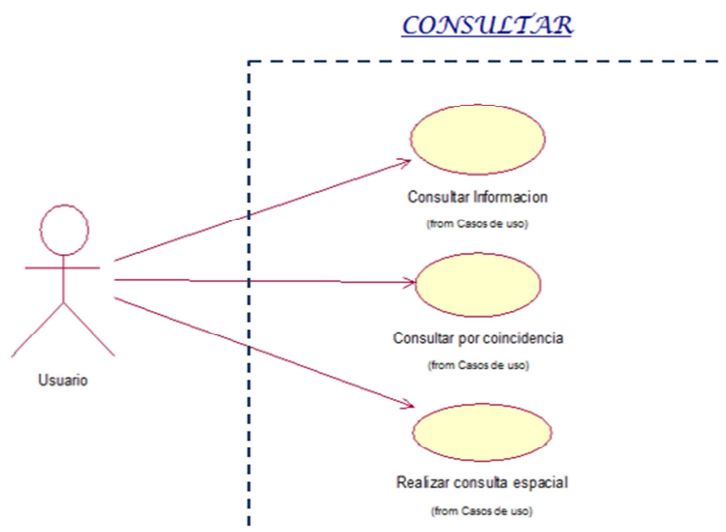 CONSULTAR
Consultar Informacion
(from Casos de uso)
Consultar por coincidencia
(from Casos de uso)
Usuario
Realizar consulta espacial
(from Casos de uso)